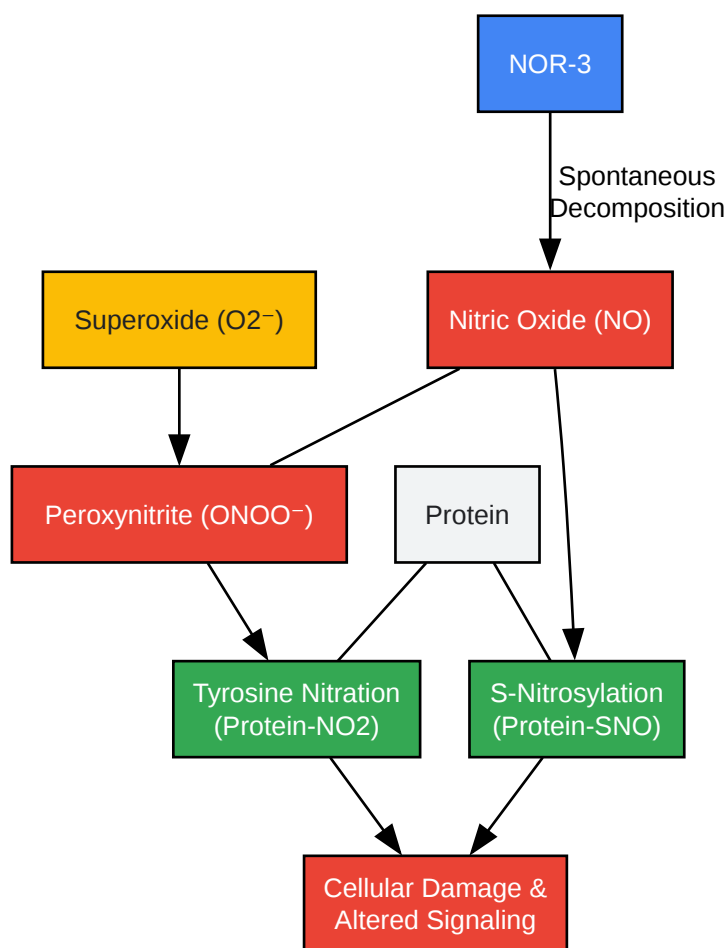 NOR-3
Spontaneous
Decomposition
Superoxide (O2⁻)
Nitric Oxide (NO)
Peroxynitrite (ONOO⁻)
Protein
Tyrosine Nitration
(Protein-NO2)
S-Nitrosylation
(Protein-SNO)
Cellular Damage &
Altered Signaling